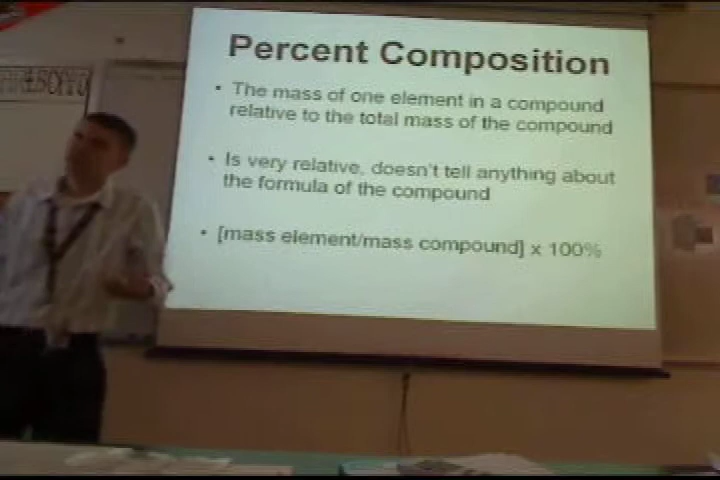 Percent Composition
• The mass of one element in a compound
relative to the total mass of the compound
• Is very relative, doesn't tell anything about
the formula of the compound
• [mass element/mass compound] x 100%